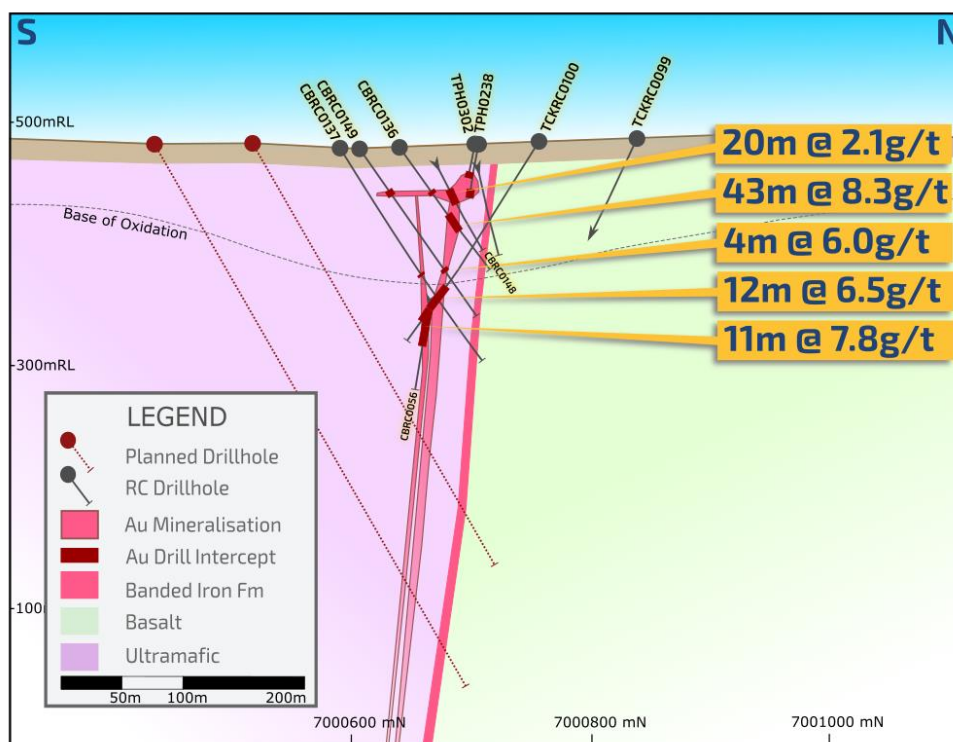 S
N
CBRC0137
CBRC0149
CBRC0136
TPH0302
TPH0238
TCKRC0100
TCKRC0099
500mRL
20m @ 2.1g/t
43m @ 8.3g/t
4m @ 6.0g/t
12m @ 6.5g/t
11m @ 7.8g/t
Base of Oxidation
CBRC0148
300mRL
CBRC0056
LEGEND
Planned Drillhole
RC Drillhole
Au Mineralisation
Au Drill Intercept
Banded Iron Fm
Basalt
Ultramafic
50m 100m 200m
100m
7000600 mN 7000800 mN 7001000 mN